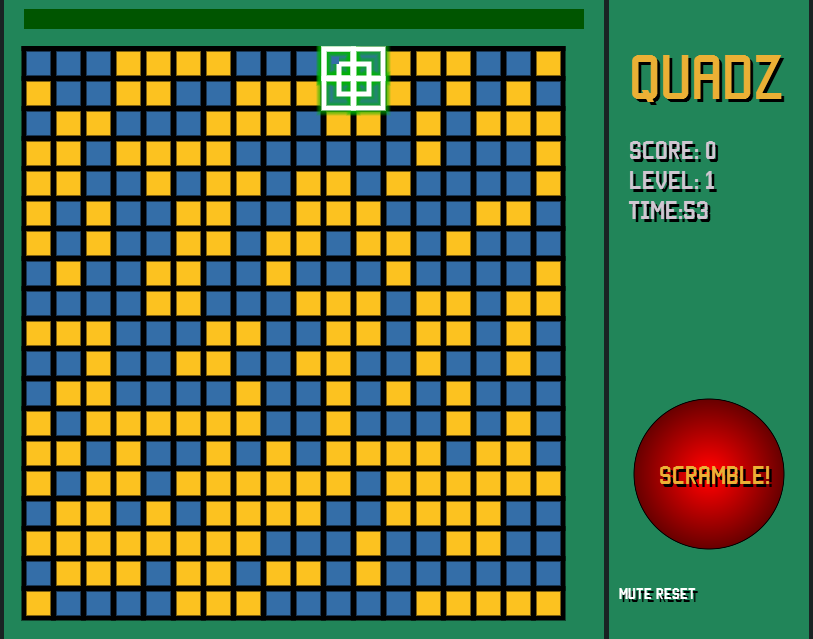 QUADZ
SCORE: 0
LEVEL: 1
TIME:53
SCRAMBLE!
MUTE RESET